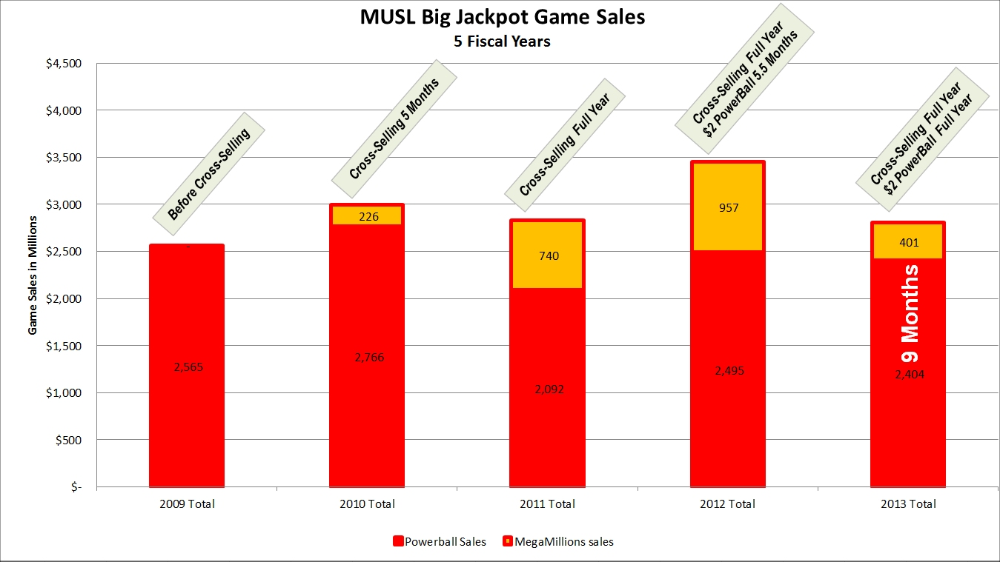 MUSL Big Jackpot Game Sales
5 Fiscal Years
Game Sales in Millions
$4,500
$4,000
$3,500
$3,000
$2,500
$2,000
$1,500
$1,000
$500
$-
Before Cross-Selling
Cross-Selling 5 Months
Cross-Selling Full Year
Cross-Selling Full Year
$2 PowerBall 5.5 Months
Cross-Selling Full Year
$2 PowerBall Full Year
-
2,565
226
2,766
740
2,092
957
2,495
401
9 Months
2,404
2009 Total
2010 Total
2011 Total
2012 Total
2013 Total
Powerball Sales
MegaMillions sales